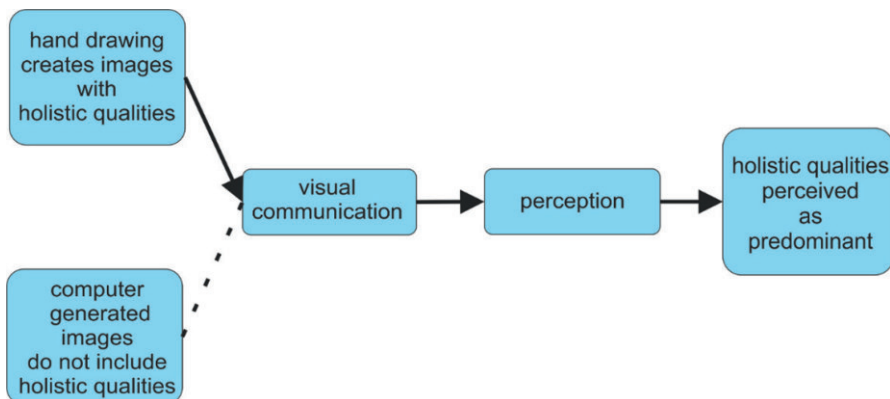 hand drawing
creates images
with
holistic qualities
visual
communication
perception
holistic qualities
perceived
as
predominant
computer
generated
images
do not include
holistic qualities